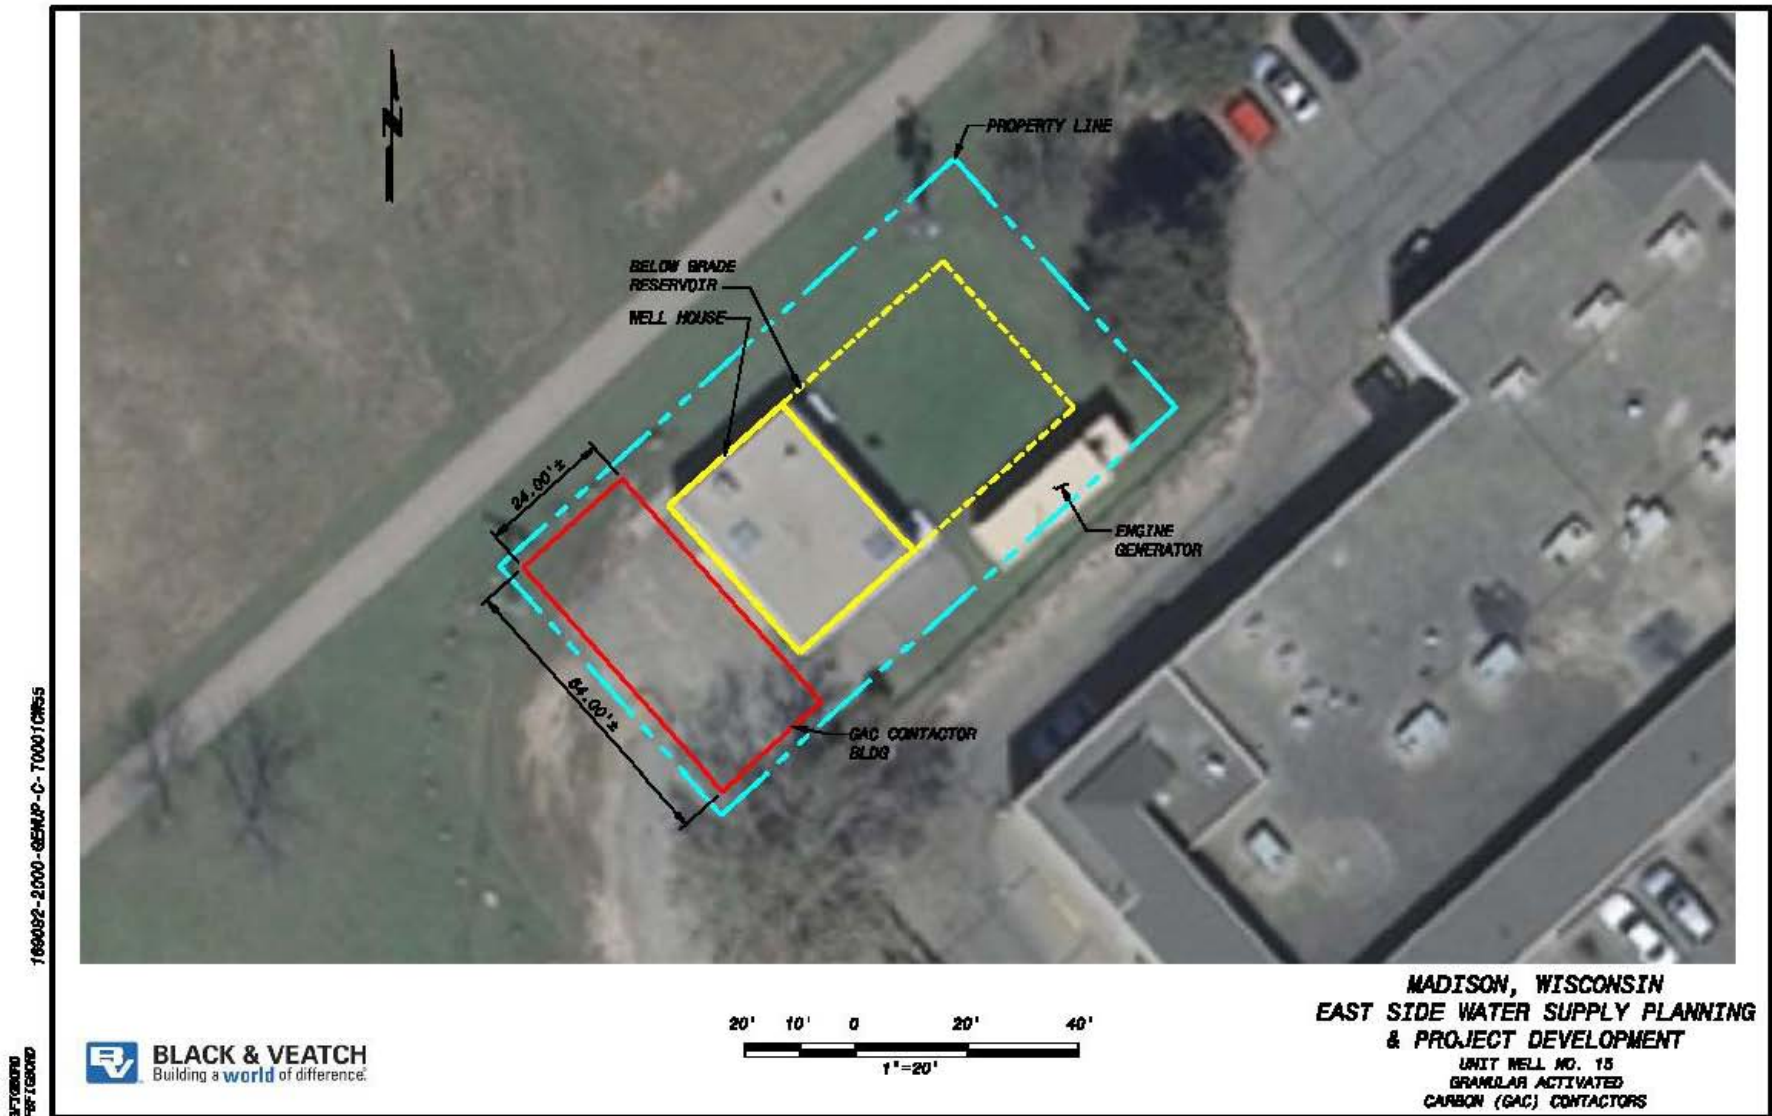 N
PROPERTY LINE
BELOW GRADE
RESERVOIR
WELL HOUSE
24.00'±
ENGINE
GENERATOR
GAC CONTACTOR
BLDG
BLACK & VEATCH
Building a world of difference.
20' 10' 0 20' 40'
1"=20'
MADISON, WISCONSIN
EAST SIDE WATER SUPPLY PLANNING
& PROJECT DEVELOPMENT
UNIT WELL NO. 15
GRANULAR ACTIVATED
CARBON (GAC) CONTACTORS